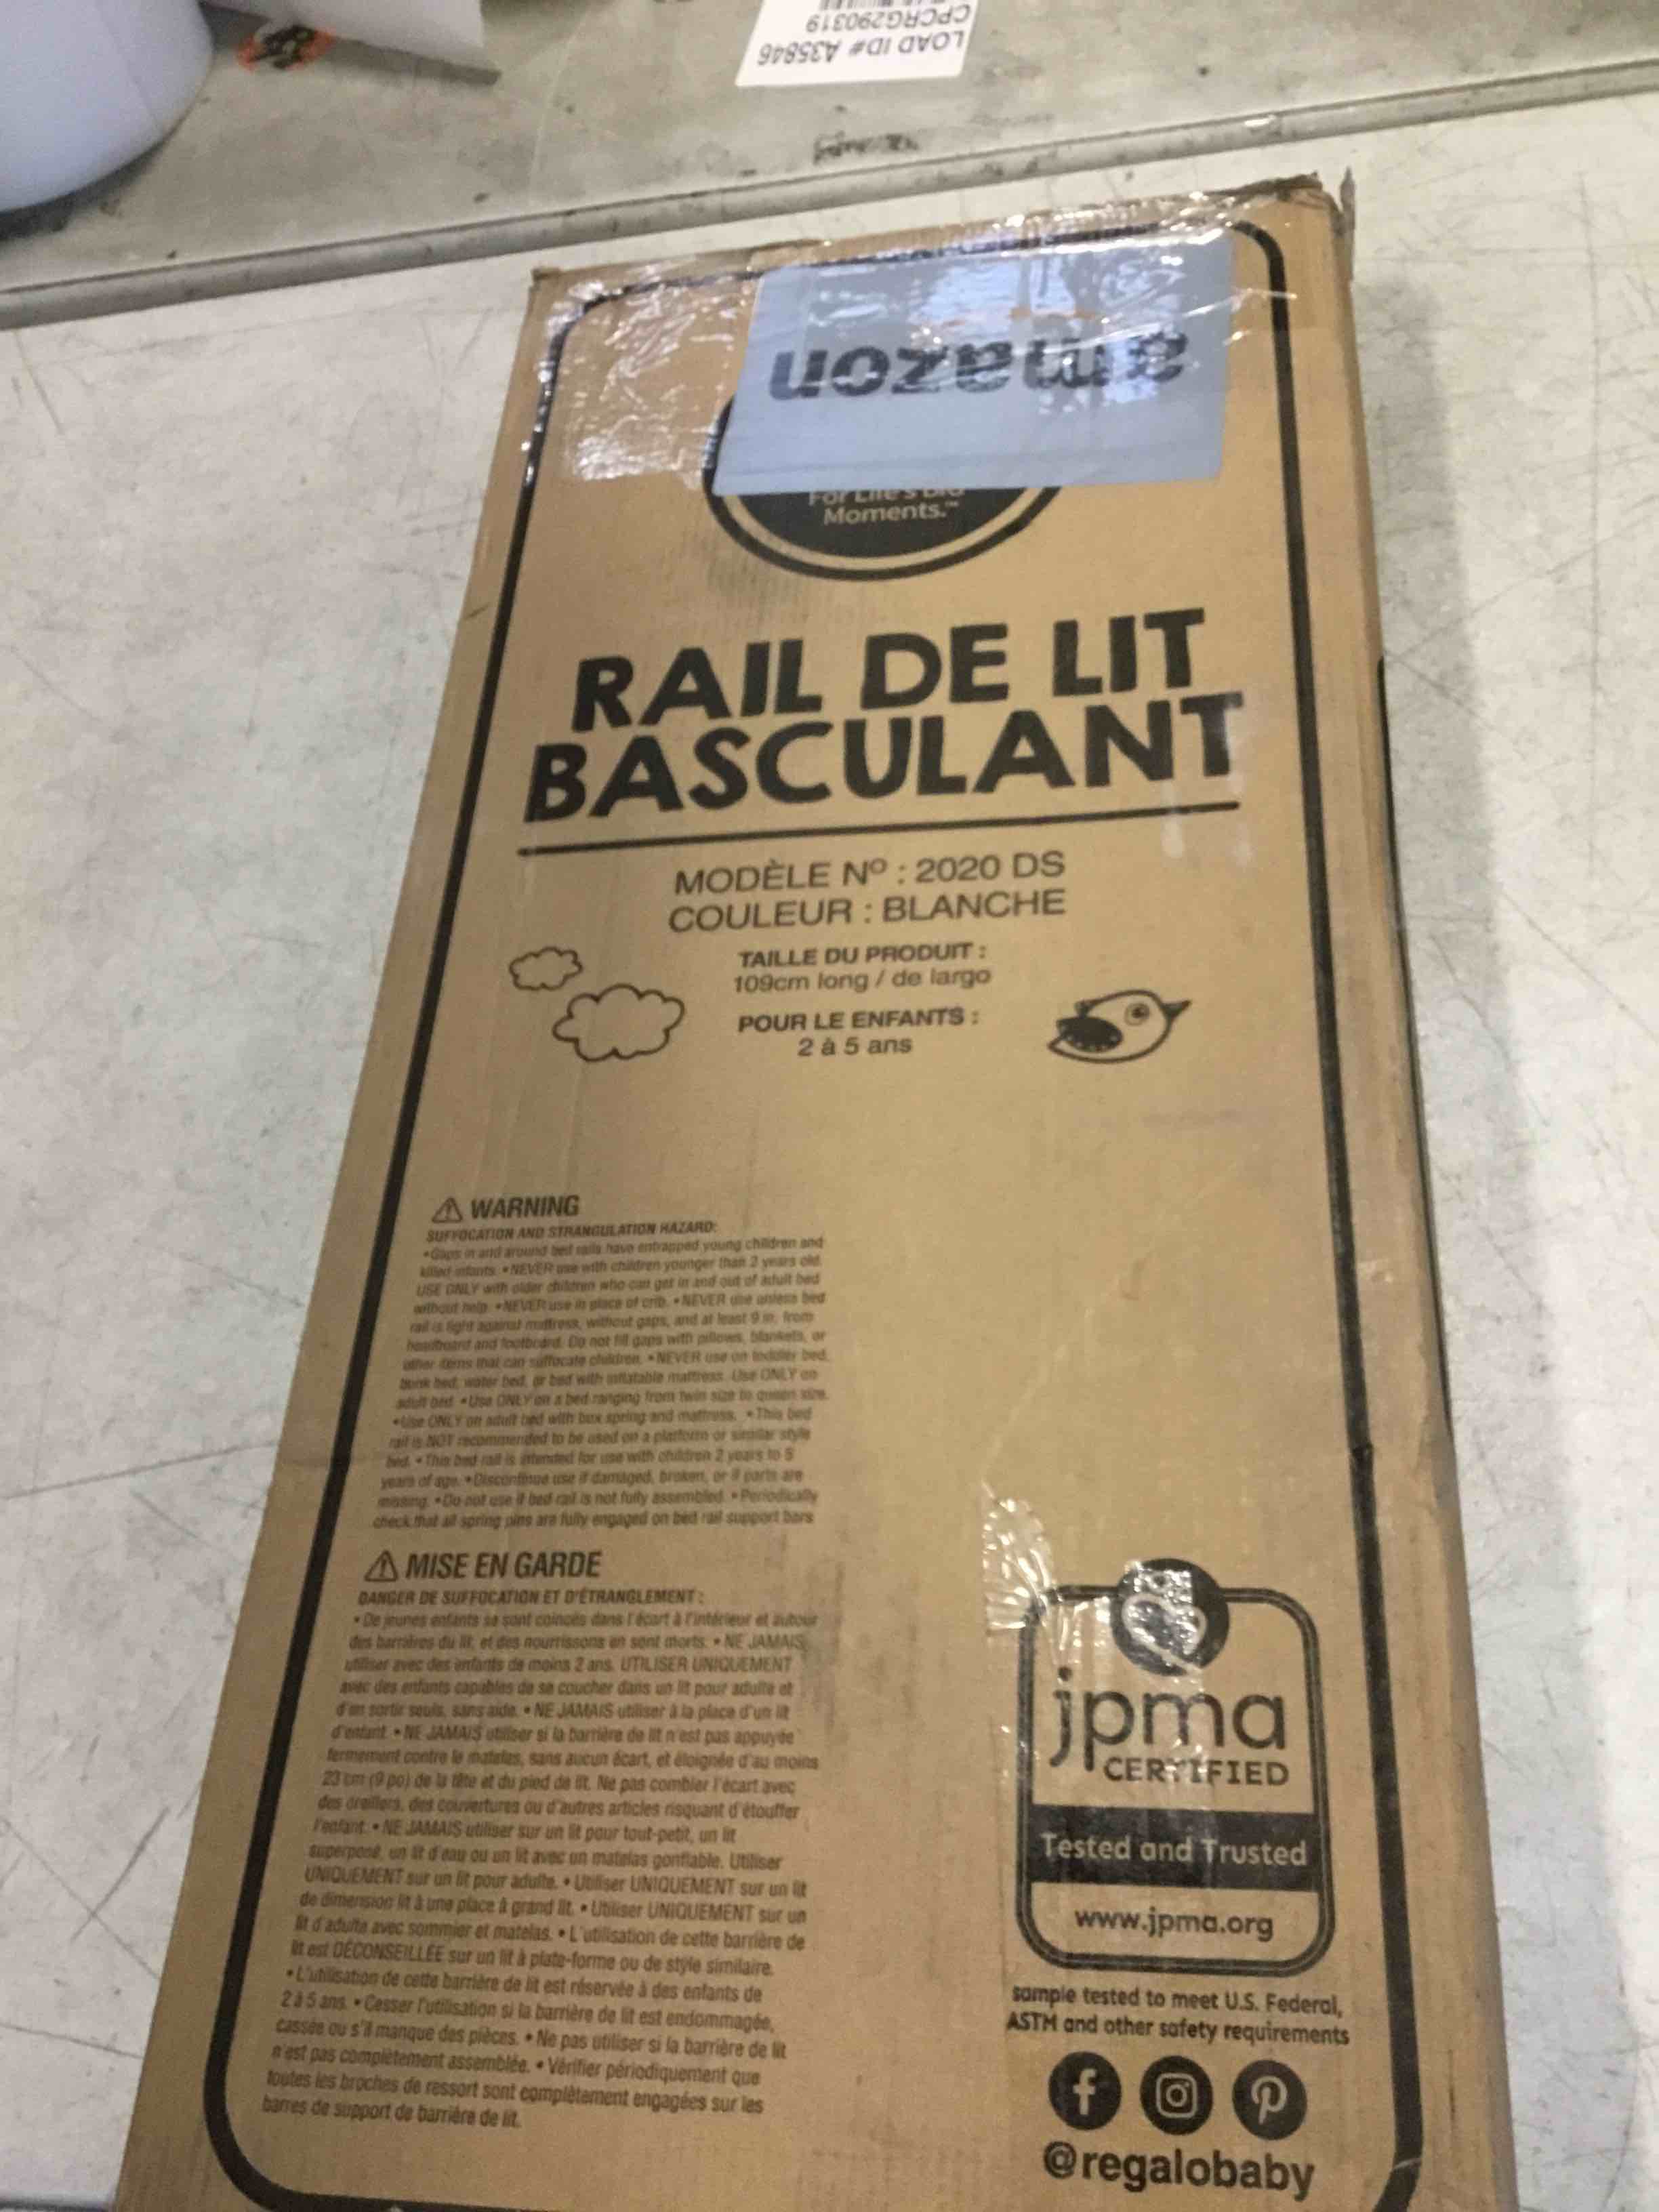 LOAD ID# A35846
CPCRG290319
amazon
For Life's Big
Moments.™
RAIL DE LIT
BASCULANT
MODÈLE Nº : 2020 DS
COULEUR : BLANCHE
TAILLE DU PRODUIT :
109cm long / de largo
POUR LE ENFANTS :
2 à 5 ans
⚠ WARNING
SUFFOCATION AND STRANGULATION HAZARD:
•Gaps in and around bed rails have entrapped young children and
killed infants. •NEVER use with children younger than 2 years old.
USE ONLY with older children who can get in and out of adult bed
without help. •NEVER use in place of crib. •NEVER use unless bed
rail is tight against mattress, without gaps, and at least 9 in. from
headboard and footboard. Do not fill gaps with pillows, blankets, or
other items that can suffocate children. •NEVER use on toddler bed,
bunk bed, water bed, or bed with inflatable mattress. Use ONLY on
adult bed. •Use ONLY on a bed ranging from twin size to queen size.
•Use ONLY on adult bed with box spring and mattress. •This bed
rail is NOT recommended to be used on a platform or similar style
bed. •This bed rail is intended for use with children 2 years to 5
years of age. •Discontinue use if damaged, broken, or if parts are
missing. •Do not use if bed rail is not fully assembled. •Periodically
check that all spring pins are fully engaged on bed rail support bars
⚠ MISE EN GARDE
DANGER DE SUFFOCATION ET D'ÉTRANGLEMENT :
• De jeunes enfants se sont coincés dans l'écart à l'intérieur et autour
des barrières du lit, et des nourrissons en sont morts. • NE JAMAIS
utiliser avec des enfants de moins 2 ans. UTILISER UNIQUEMENT
avec des enfants capables de se coucher dans un lit pour adulte et
d'en sortir seuls, sans aide. • NE JAMAIS utiliser à la place d'un lit
d'enfant. • NE JAMAIS utiliser si la barrière de lit n'est pas appuyée
fermement contre le matelas, sans aucun écart, et éloignée d'au moins
23 cm (9 po) de la tête et du pied de lit. Ne pas combler l'écart avec
des oreillers, des couvertures ou d'autres articles risquant d'étouffer
l'enfant. • NE JAMAIS utiliser sur un lit pour tout-petit, un lit
superposé, un lit d'eau ou un lit avec un matelas gonflable. Utiliser
UNIQUEMENT sur un lit pour adulte. • Utiliser UNIQUEMENT sur un lit
de dimension lit à une place à grand lit. • Utiliser UNIQUEMENT sur un
lit d'adulte avec sommier et matelas. • L'utilisation de cette barrière de
lit est DÉCONSEILLÉE sur un lit à plate-forme ou de style similaire.
• L'utilisation de cette barrière de lit est réservée à des enfants de
2 à 5 ans. • Cesser l'utilisation si la barrière de lit est endommagée,
cassée ou s'il manque des pièces. • Ne pas utiliser si la barrière de lit
n'est pas complètement assemblée. • Vérifier périodiquement que
toutes les broches de ressort sont complètement engagées sur les
barres de support de barrière de lit.
jpma
CERTIFIED
Tested and Trusted
www.jpma.org
sample tested to meet U.S. Federal,
ASTM and other safety requirements
@regalobaby